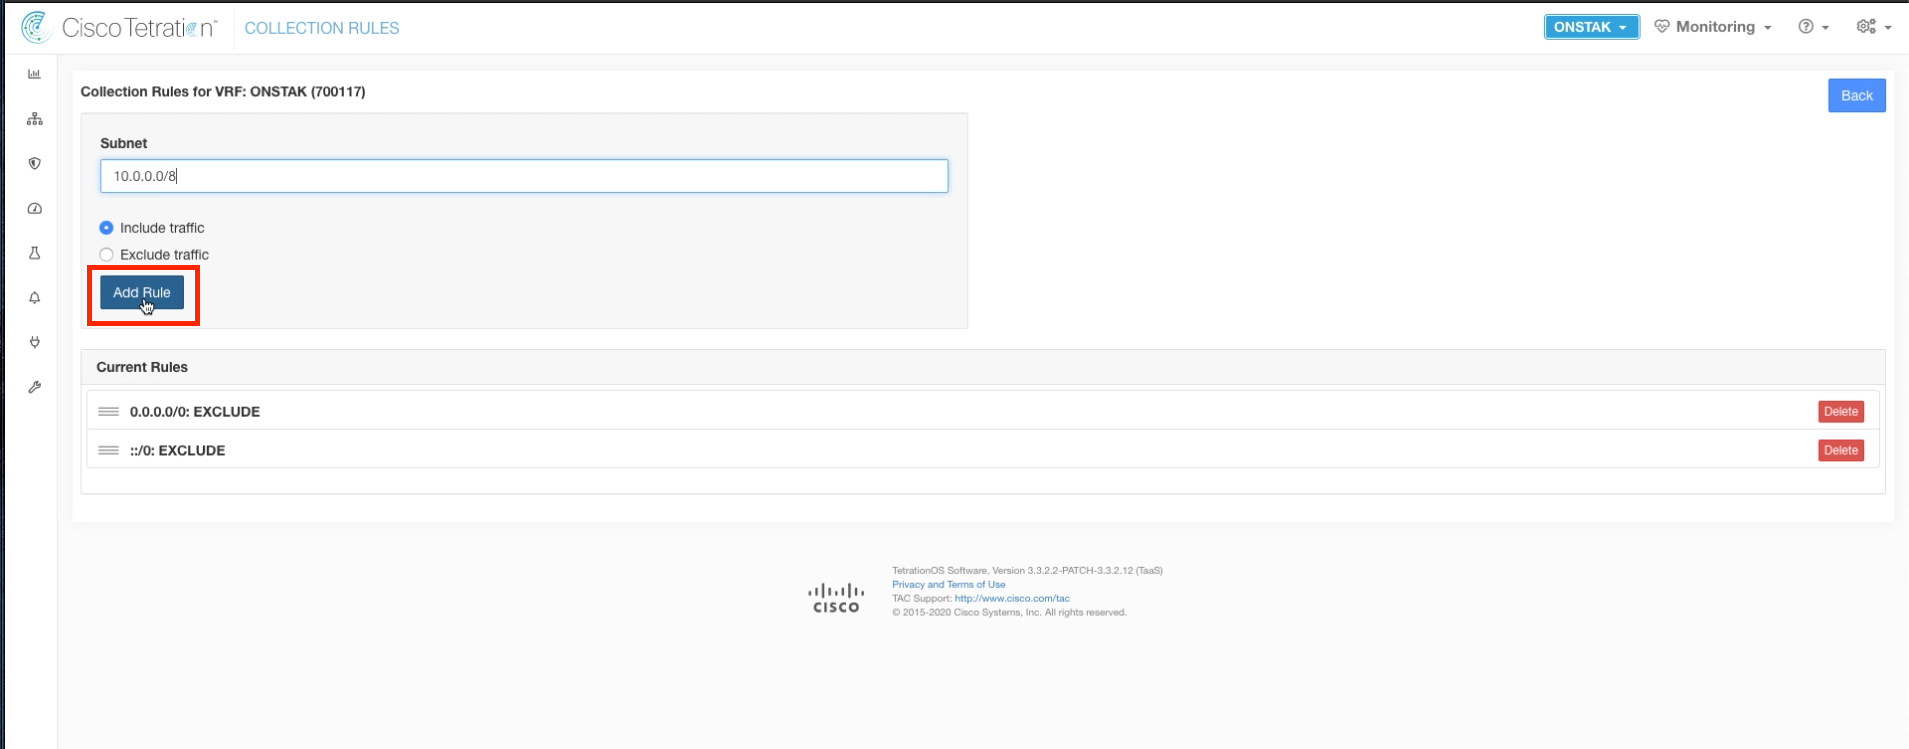 Cisco Tetration™ COLLECTION RULES ONSTAK Monitoring
Collection Rules for VRF: ONSTAK (700117)
Back
Subnet
10.0.0.0/8
Include traffic
Exclude traffic
Add Rule
Current Rules
0.0.0.0/0: EXCLUDE Delete
::/0: EXCLUDE Delete
TetrationOS Software, Version 3.3.2.2-PATCH-3.3.2.12 (TaaS)
Privacy and Terms of Use
TAC Support: http://www.cisco.com/tac
© 2015-2020 Cisco Systems, Inc. All rights reserved.
CISCO